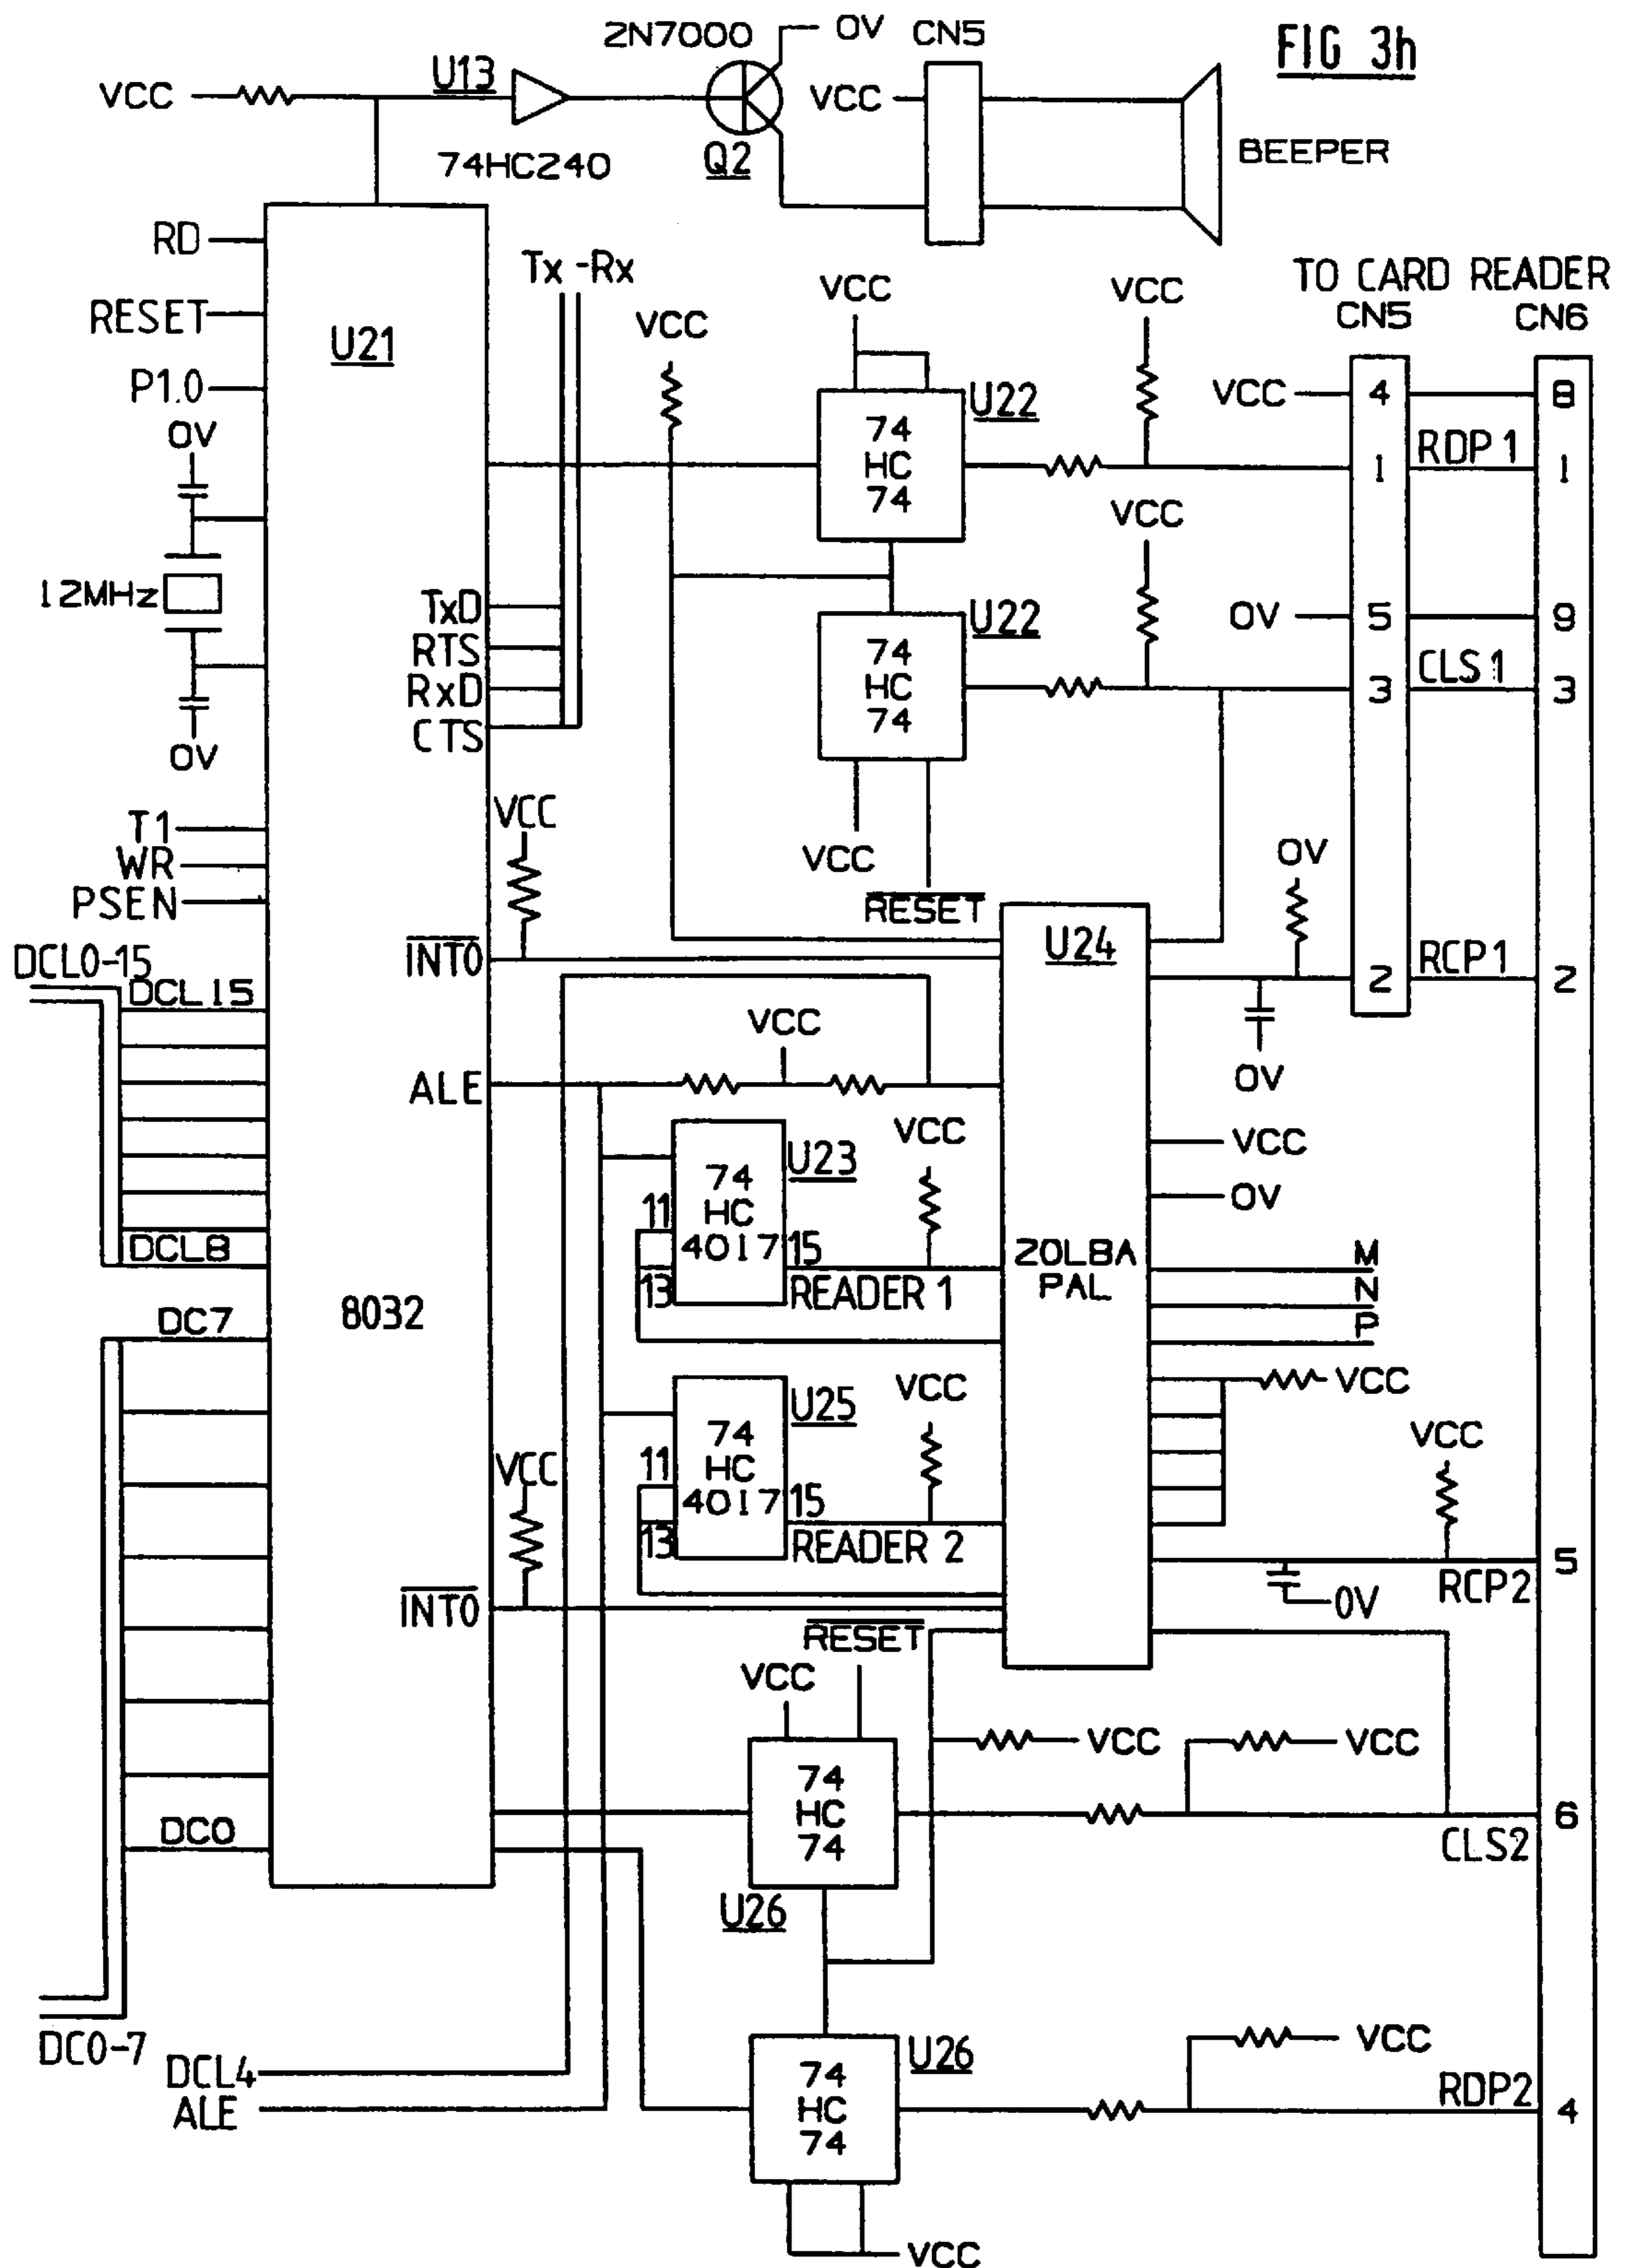 FIG 3h
2N7000
0V
CN5
U13
VCC
VCC
74HC240
Q2
BEEPER
RD
RESET
P1.0
0V
12MHz
0V
U21
Tx -Rx
VCC
VCC
VCC
U22
74
HC
74
TO CARD READER
CN5
CN6
VCC
4
8
RDP1
1
1
VCC
TxD
RTS
RxD
CTS
U22
74
HC
74
0V
5
9
CLS1
3
3
VCC
RESET
T1
WR
PSEN
VCC
INT0
U24
0V
RCP1
2
2
0V
DCL0-15
DCL15
DCL8
ALE
VCC
U23
74
HC
4017
11
13
15
READER 1
VCC
VCC
0V
20L8A
PAL
M
N
P
VCC
8032
DC7
U25
74
HC
4017
11
13
15
READER 2
VCC
VCC
VCC
5
RCP2
0V
INT0
RESET
VCC
74
HC
74
U26
VCC
VCC
6
CLS2
DC0
DC0-7
DCL4
ALE
U26
74
HC
74
VCC
RDP2
4
VCC